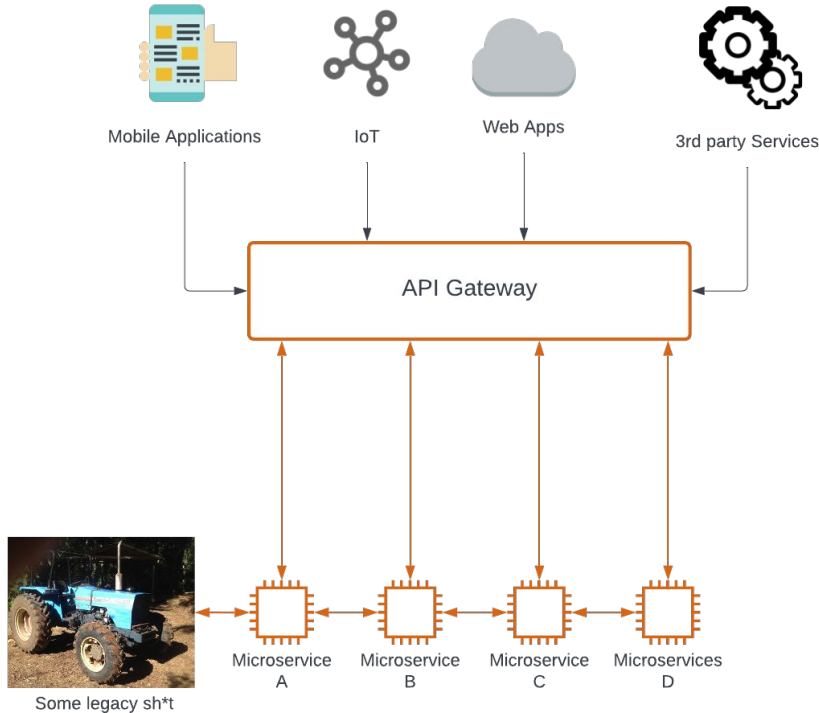 Mobile Applications
IoT
Web Apps
3rd party Services
API Gateway
Microservice
A
Microservice
B
Microservice
C
Microservices
D
Some legacy sh*t